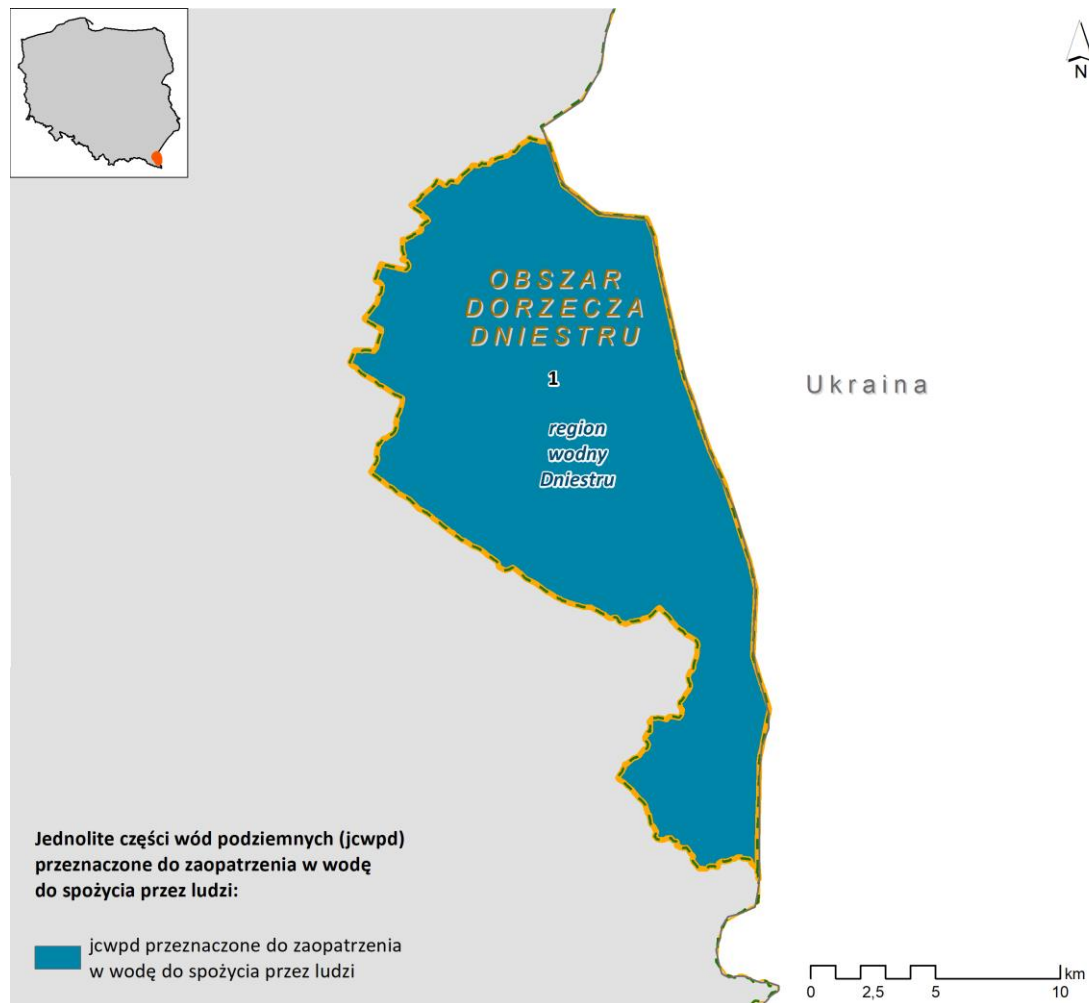 N
OBSZAR
DORZECZA
DNIESTRU
1
region
wodny
Dniestru
Ukraina
Jednolite części wód podziemnych (jcwpd)
przeznaczone do zaopatrzenia w wodę
do spożycia przez ludzi:
jcwpd przeznaczone do zaopatrzenia
w wodę do spożycia przez ludzi
km
0 2,5 5 10